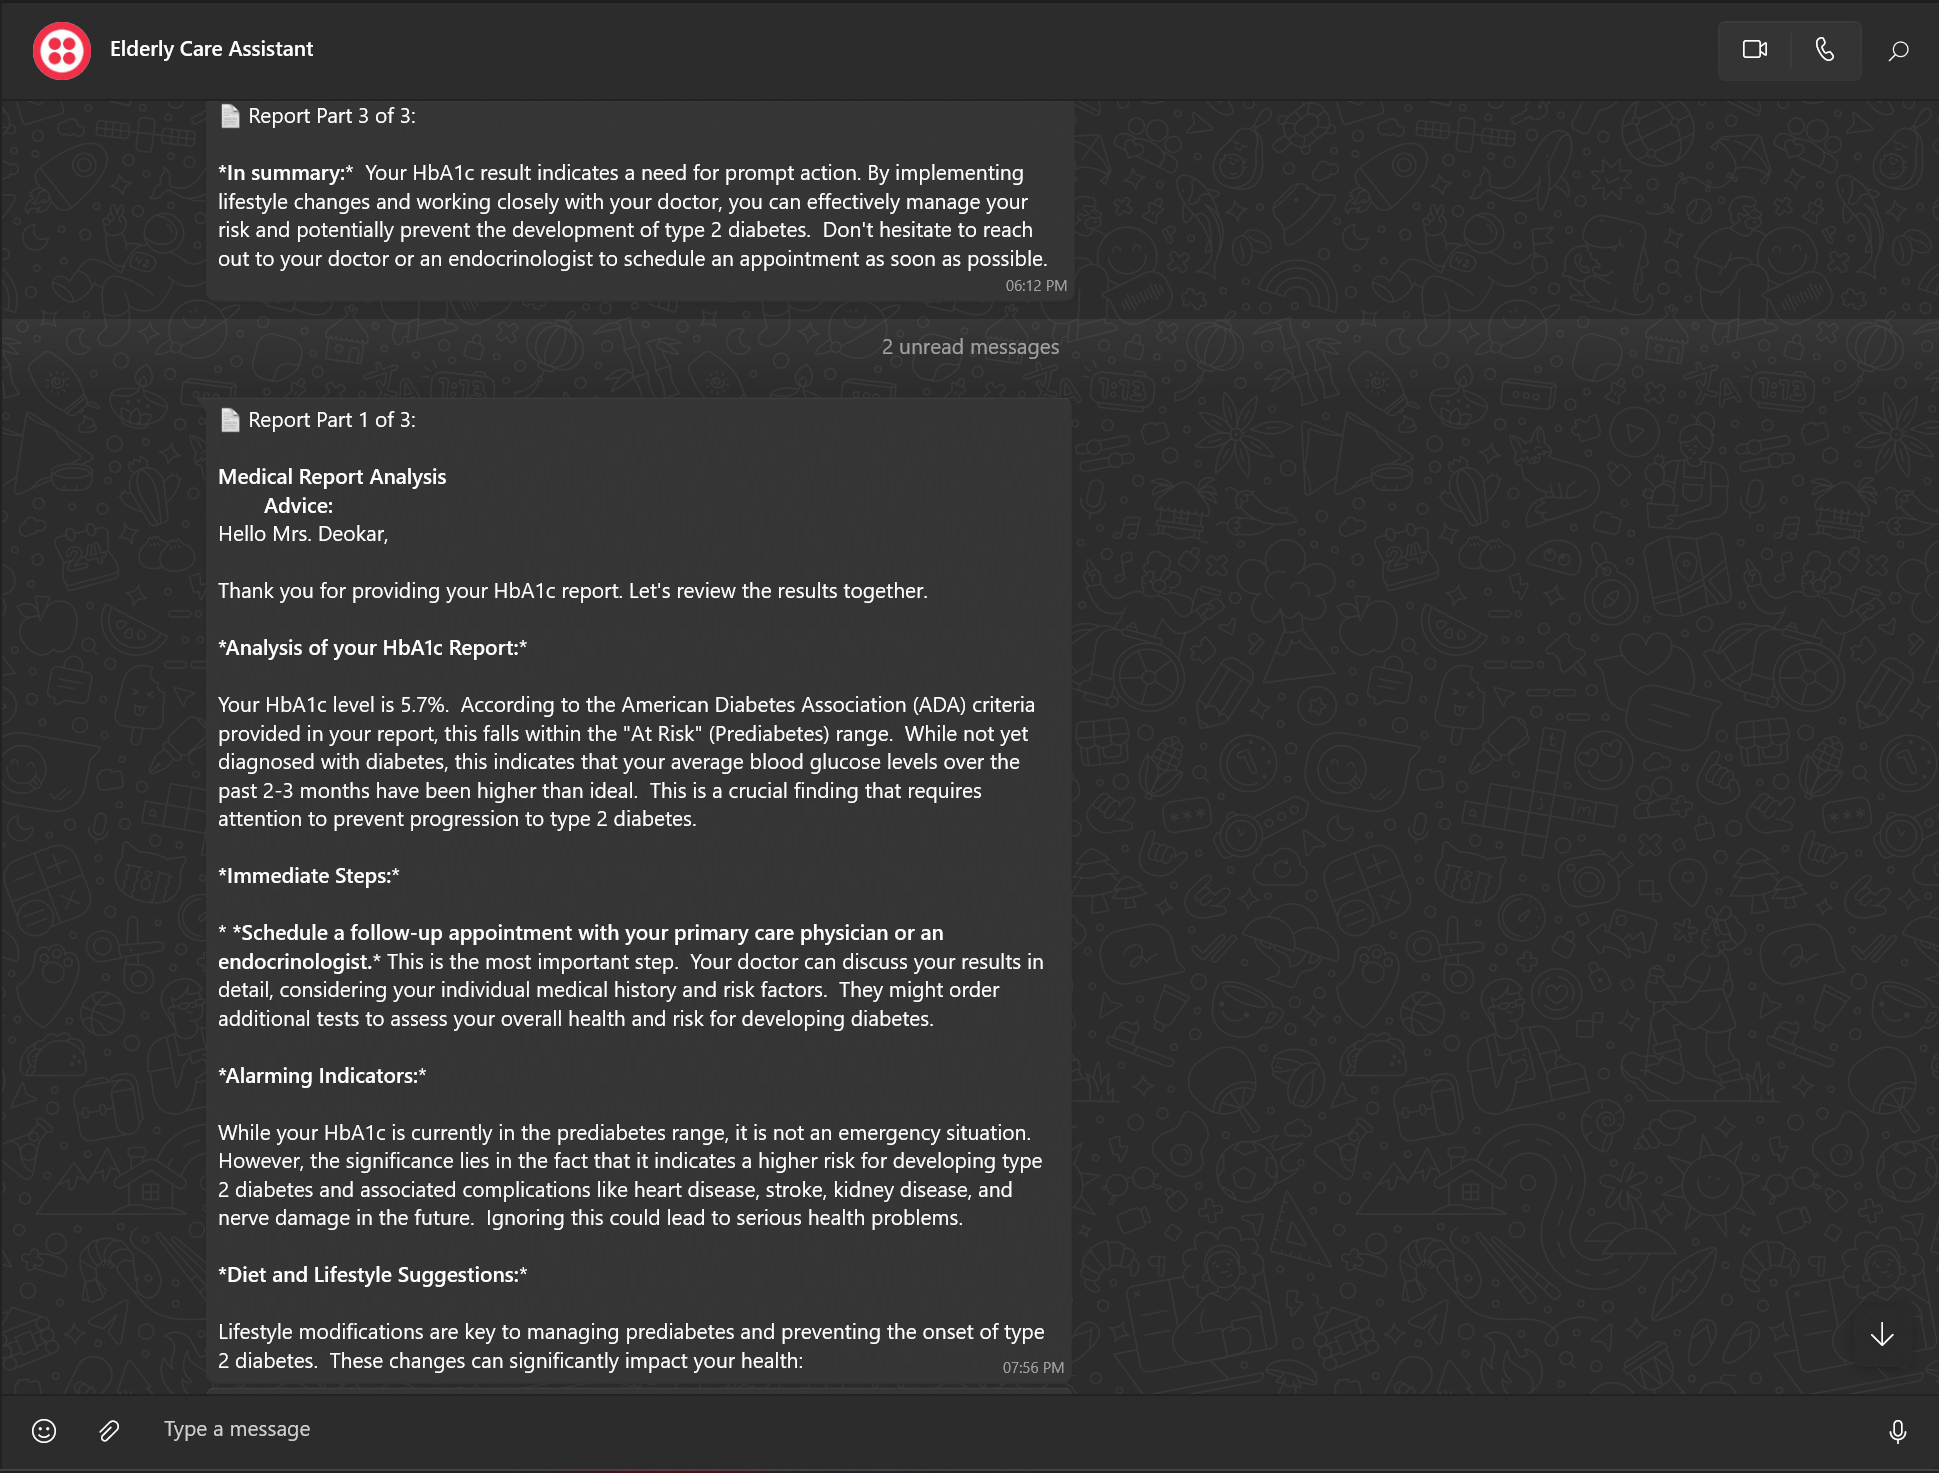 Elderly Care Assistant
📄 Report Part 3 of 3:
*In summary:*  Your HbA1c result indicates a need for prompt action. By implementing
lifestyle changes and working closely with your doctor, you can effectively manage your
risk and potentially prevent the development of type 2 diabetes.  Don't hesitate to reach
out to your doctor or an endocrinologist to schedule an appointment as soon as possible.
06:12 PM
2 unread messages
📄 Report Part 1 of 3:
Medical Report Analysis
Advice:
Hello Mrs. Deokar,
Thank you for providing your HbA1c report. Let's review the results together.
*Analysis of your HbA1c Report:*
Your HbA1c level is 5.7%.  According to the American Diabetes Association (ADA) criteria
provided in your report, this falls within the "At Risk" (Prediabetes) range.  While not yet
diagnosed with diabetes, this indicates that your average blood glucose levels over the
past 2-3 months have been higher than ideal.  This is a crucial finding that requires
attention to prevent progression to type 2 diabetes.
*Immediate Steps:*
* *Schedule a follow-up appointment with your primary care physician or an
endocrinologist.* This is the most important step.  Your doctor can discuss your results in
detail, considering your individual medical history and risk factors.  They might order
additional tests to assess your overall health and risk for developing diabetes.
*Alarming Indicators:*
While your HbA1c is currently in the prediabetes range, it is not an emergency situation.
However, the significance lies in the fact that it indicates a higher risk for developing type
2 diabetes and associated complications like heart disease, stroke, kidney disease, and
nerve damage in the future.  Ignoring this could lead to serious health problems.
*Diet and Lifestyle Suggestions:*
Lifestyle modifications are key to managing prediabetes and preventing the onset of type
2 diabetes.  These changes can significantly impact your health:
07:56 PM
Type a message